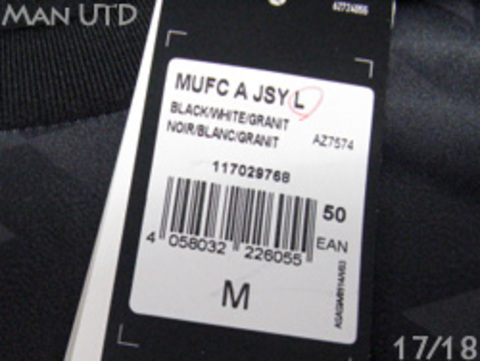 MAN UTD
MUFC A JSY L
BLACK/WHITE/GRANIT
NOIR/BLANC/GRANIT
AZ7574
117029768
50
EAN
4 058032 226055
M
17/18